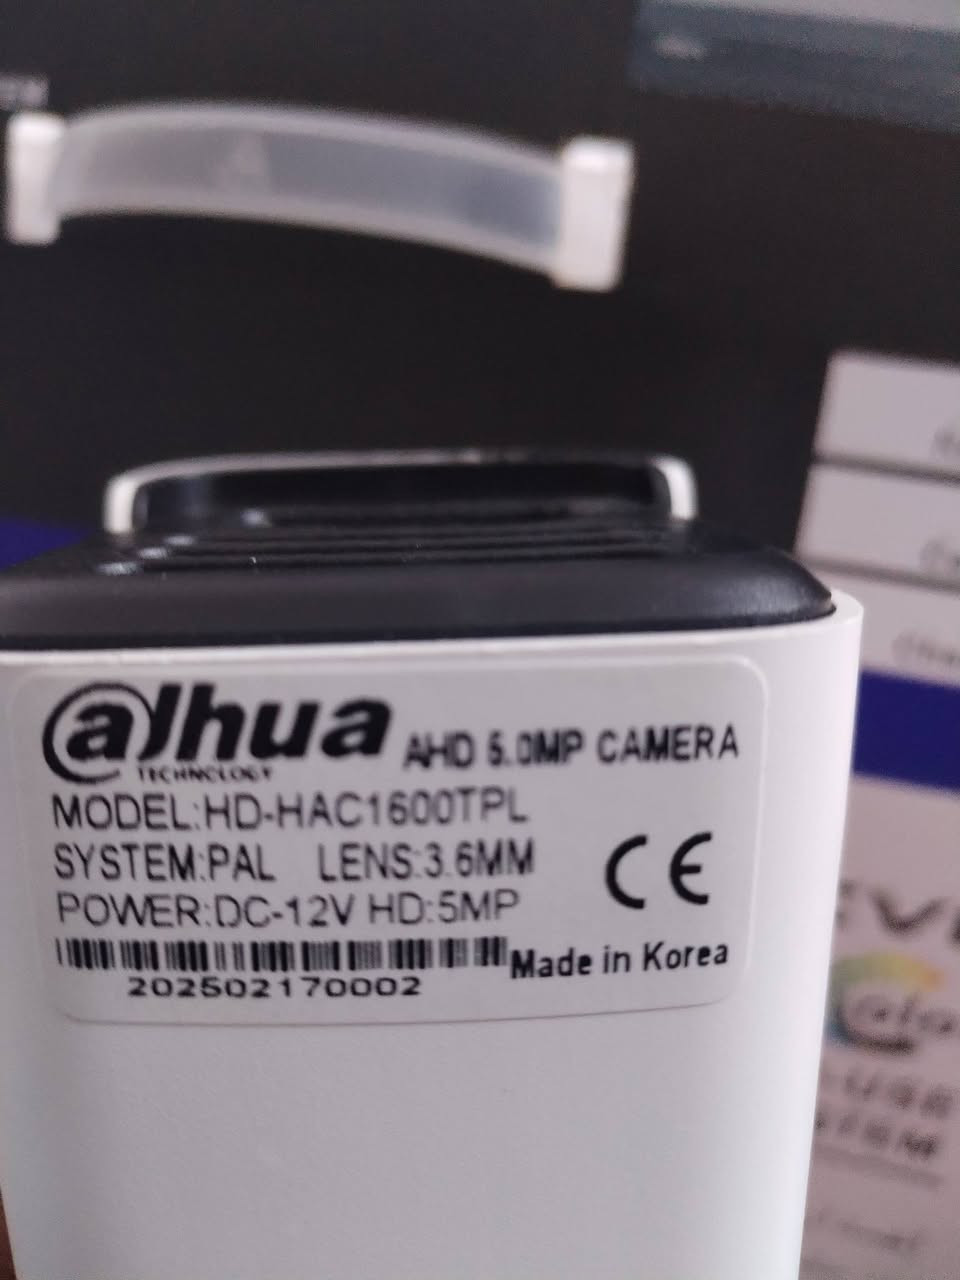 alhua AHD 5.0MP CAMERA
TECHNOLOGY
MODEL:HD-HAC1600TPL
SYSTEM:PAL LENS:3.6MM
POWER:DC-12V HD:5MP
CE
Made in Korea
202502170002